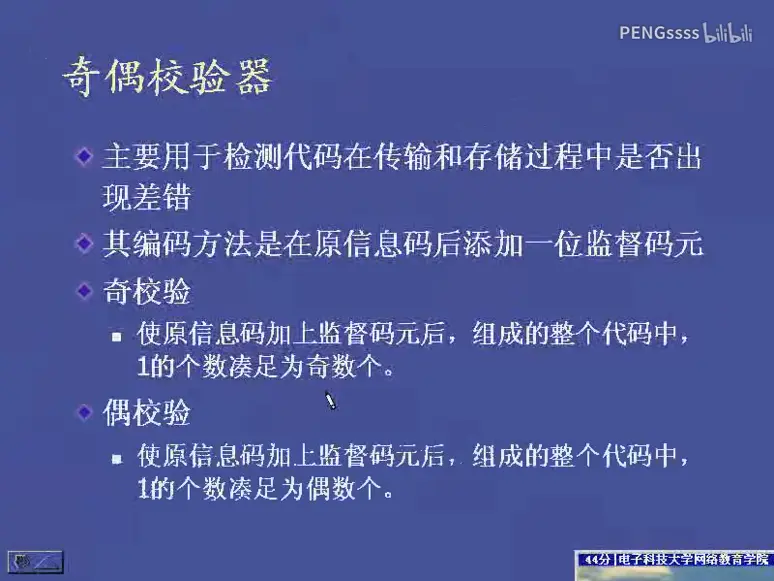 PENGssss bilibili
奇偶校验器
主要用于检测代码在传输和存储过程中是否出
现差错
其编码方法是在原信息码后添加一位监督码元
奇校验
使原信息码加上监督码元后，组成的整个代码中，
1的个数凑足为奇数个。
偶校验
使原信息码加上监督码元后，组成的整个代码中，
1的个数凑足为偶数个。
44分 电子科技大学网络教育学院